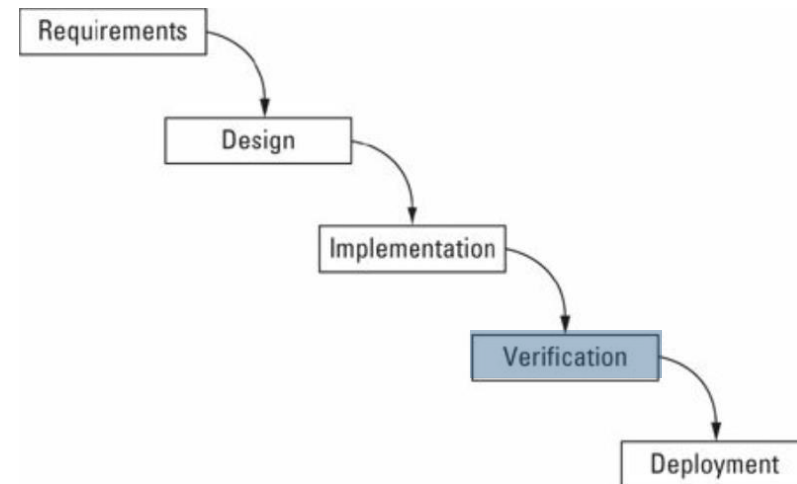 Requirements
Design
Implementation
Verification
Deployment